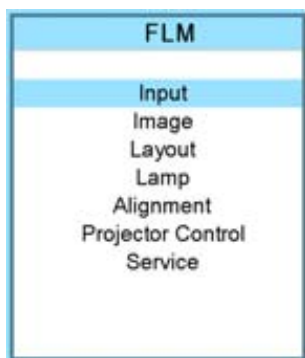 FLM
Input
Image
Layout
Lamp
Alignment
Projector Control
Service